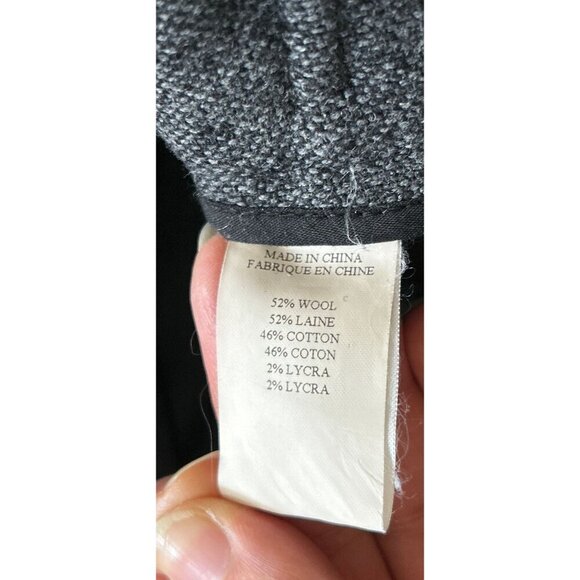 MADE IN CHINA
FABRIQUE EN CHINE
52% WOOL
52% LAINE
46% COTTON
46% COTON
2% LYCRA
2% LYCRA